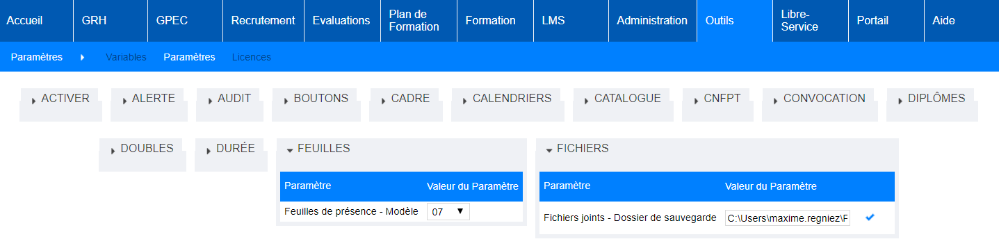 Accueil GRH GPEC Recrutement Evaluations Plan de Formation Formation LMS Administration Outils Libre-Service Portail Aide
Paramètres Variables Paramètres Licences
ACTIVER ALERTE AUDIT BOUTONS CADRE CALENDRIERS CATALOGUE CNFPT CONVOCATION DIPLÔMES
DOUBLES DURÉE FEUILLES FICHIERS
Paramètre Valeur du Paramètre Paramètre Valeur du Paramètre
Feuilles de présence - Modèle 07 Fichiers joints - Dossier de sauvegarde C:\Users\maxime.regniez\F